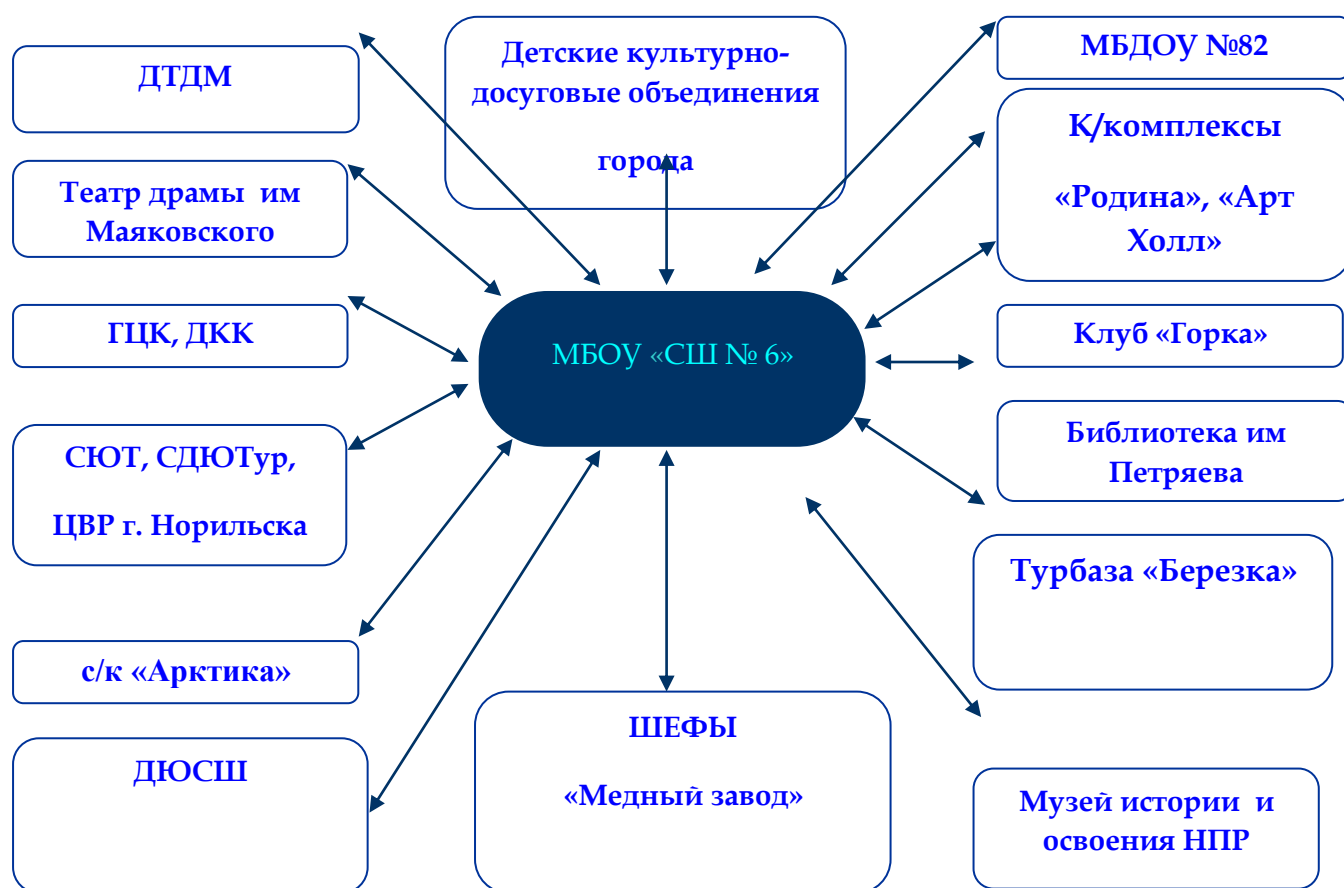 ДТДМ
Детские культурно-
досуговые объединения
города
МБДОУ №82
Театр драмы им
Маяковского
К/комплексы
«Родина», «Арт
Холл»
ГЦК, ДКК
МБОУ «СШ № 6»
Клуб «Горка»
СЮТ, СДЮТур,
ЦВР г. Норильска
Библиотека им
Петряева
Турбаза «Березка»
с/к «Арктика»
ДЮСШ
ШЕФЫ
«Медный завод»
Музей истории и
освоения НПР